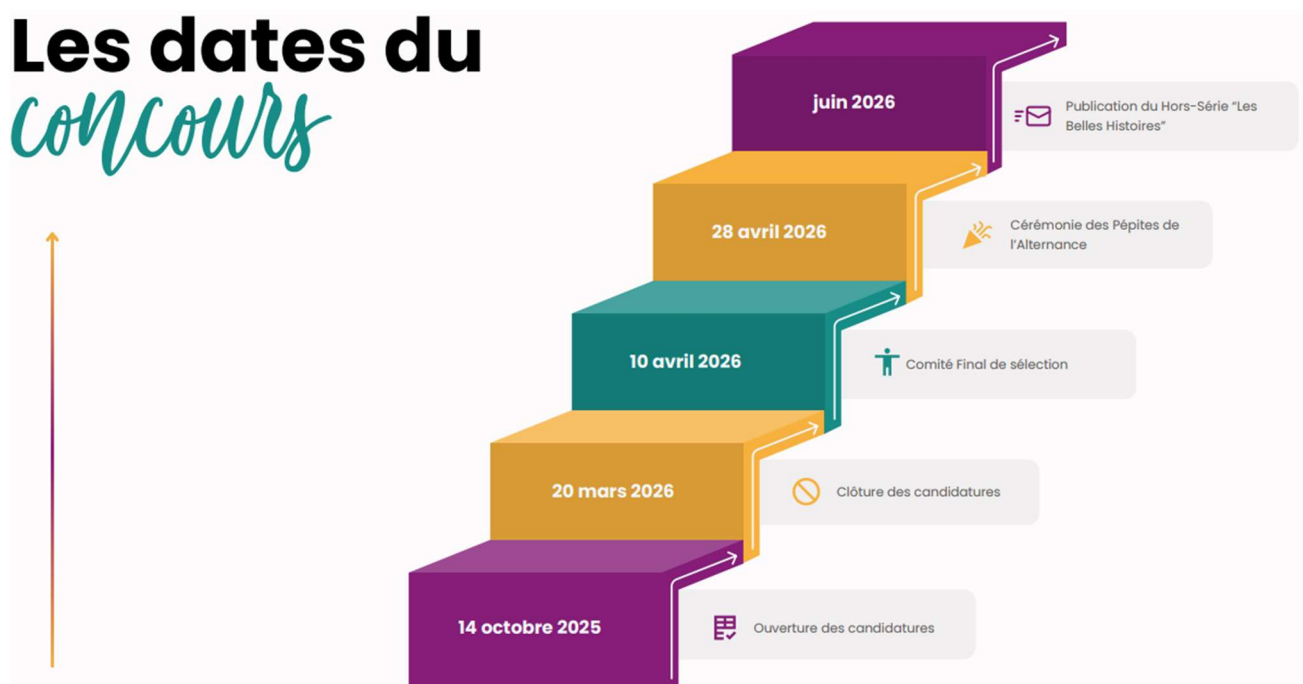 Les dates du
concours
juin 2026
Publication du Hors-Série “Les
Belles Histoires”
28 avril 2026
Cérémonie des Pépites de
l’Alternance
10 avril 2026
Comité Final de sélection
20 mars 2026
Clôture des candidatures
14 octobre 2025
Ouverture des candidatures